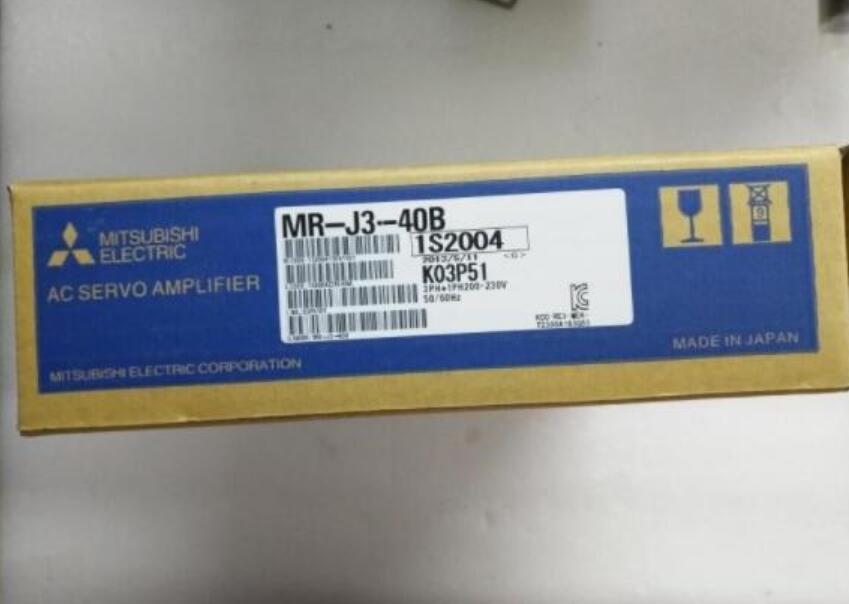 MITSUBISHI
ELECTRIC
AC SERVO AMPLIFIER
MITSUBISHI ELECTRIC CORPORATION
MR-J3-40B
1S2004
K03P51
3PH+1PH200-230V
50/60Hz
MADE IN JAPAN